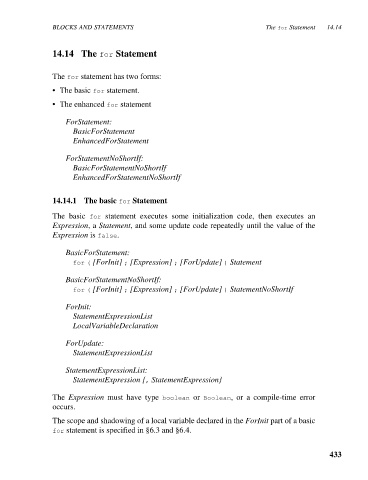 BLOCKS AND STATEMENTS The for Statement 14.14
14.14 The for Statement
The for statement has two forms:
• The basic for statement.
• The enhanced for statement
ForStatement:
BasicForStatement
EnhancedForStatement
ForStatementNoShortIf:
BasicForStatementNoShortIf
EnhancedForStatementNoShortIf
14.14.1 The basic for Statement
The basic for statement executes some initialization code, then executes an
Expression, a Statement, and some update code repeatedly until the value of the
Expression is false.
BasicForStatement:
for ( [ForInit] ; [Expression] ; [ForUpdate] ) Statement
BasicForStatementNoShortIf:
for ( [ForInit] ; [Expression] ; [ForUpdate] ) StatementNoShortIf
ForInit:
StatementExpressionList
LocalVariableDeclaration
ForUpdate:
StatementExpressionList
StatementExpressionList:
StatementExpression {, StatementExpression}
The Expression must have type boolean or Boolean, or a compile-time error
occurs.
The scope and shadowing of a local variable declared in the ForInit part of a basic
for statement is specified in §6.3 and §6.4.
433